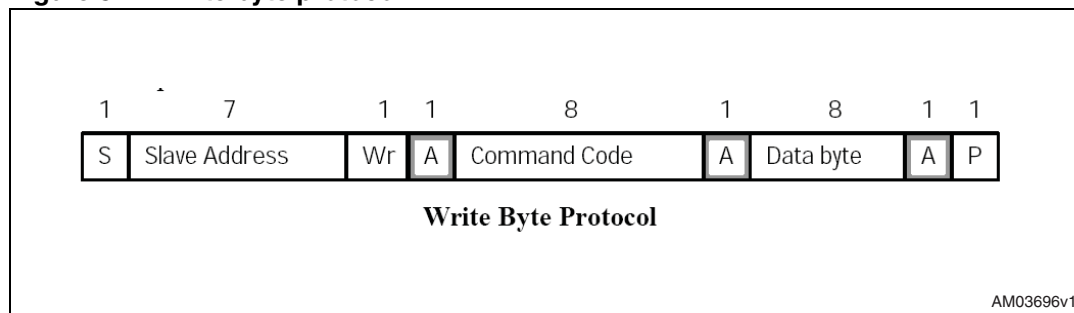 1 7 1 1 8 1 8 1 1
S Slave Address Wr A Command Code A Data byte A P
Write Byte Protocol
AM03696v1